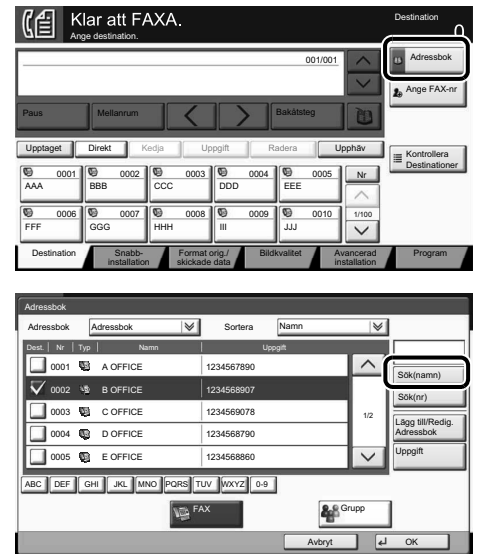 Klar att FAXA.
Ange destination.
Destination
0
001/001
Adressbok
Ange FAX-nr
Paus
Mellanrum
Bakåtsteg
Upptaget
Direkt
Kedja
Uppgift
Radera
Upphäv
Kontrollera
Destinationer
0001
AAA
0002
BBB
0003
CCC
0004
DDD
0005
EEE
Nr
0006
FFF
0007
GGG
0008
HHH
0009
III
0010
JJJ
1/100
Destination
Snabb-
installation
Format orig./
skickade data
Bildkvalitet
Avancerad
installation
Program
Adressbok
Adressbok
Adressbok
Sortera
Namn
Dest. Nr Typ Namn Uppgift
0001 A OFFICE 1234567890
0002 B OFFICE 1234568907
0003 C OFFICE 1234569078
0004 D OFFICE 1234568790
0005 E OFFICE 1234568860
1/2
Sök(namn)
Sök(nr)
Lägg till/Redig.
Adressbok
Uppgift
ABC DEF GHI JKL MNO PQRS TUV WXYZ 0-9
FAX
Grupp
Avbryt
OK